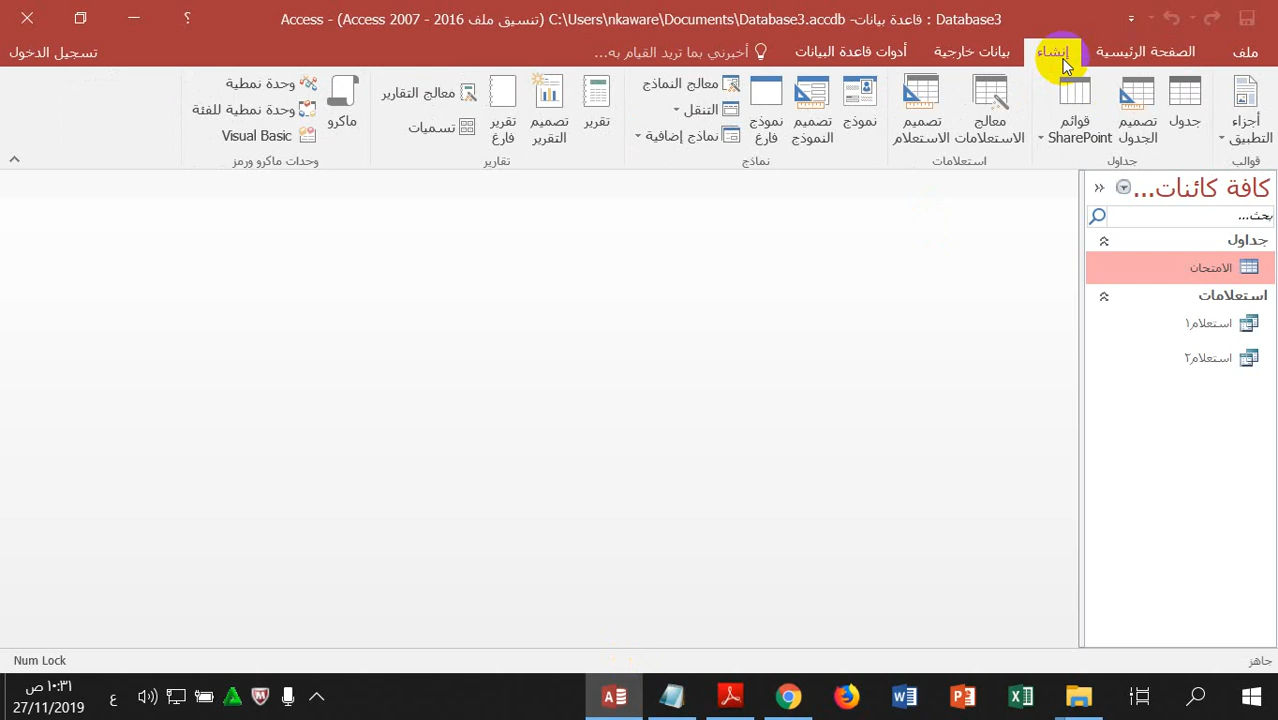 Database3 : قاعدة بيانات- C:\Users\nkaware\Documents\Database3.accdb (تنسيق ملف Access 2007 - 2016) - Access
ملف
الصفحة الرئيسية
إنشاء
بيانات خارجية
أدوات قاعدة البيانات
أخبرني بما تريد القيام به...
تسجيل الدخول
أجزاء التطبيق
قوالب
جدول
تصميم الجدول
قوائم SharePoint
جداول
معالج الاستعلامات
تصميم الاستعلام
استعلامات
نموذج
تصميم النموذج
نموذج فارغ
معالج النماذج
التنقل
نماذج إضافية
نماذج
تقرير
تصميم التقرير
تقرير فارغ
معالج التقارير
تسميات
تقارير
ماكرو
وحدة نمطية
وحدة نمطية للفئة
Visual Basic
وحدات ماكرو ورمز
كافة كائنات...
بحث...
جداول
الامتحان
استعلامات
استعلام١
استعلام٢
جاهز
Num Lock
ع
١٠:٣١ ص
27/11/2019